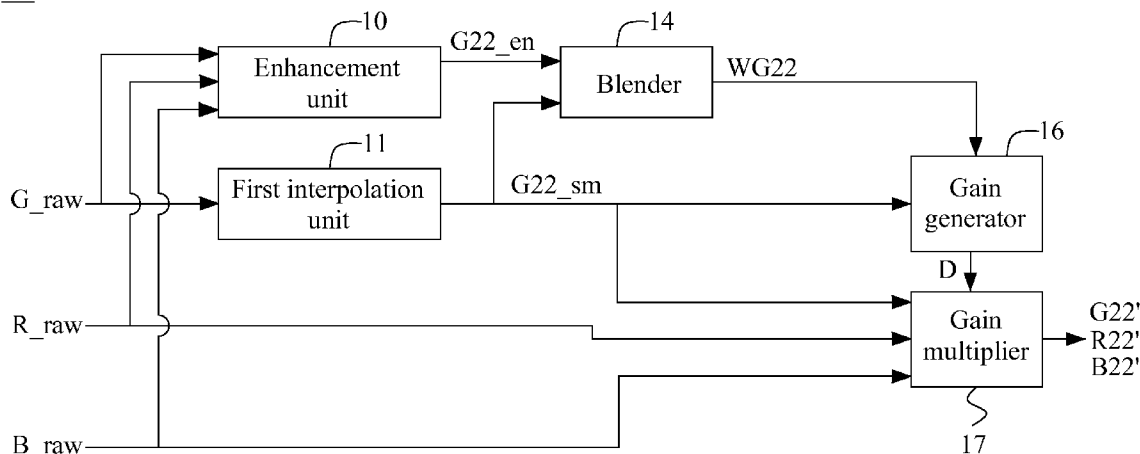 10
14
G22_en
Enhancement
unit
Blender
WG22
11
16
First interpolation
unit
G_raw
G22_sm
Gain
generator
D
R_raw
Gain
multiplier
G22'
R22'
B22'
B_raw
17